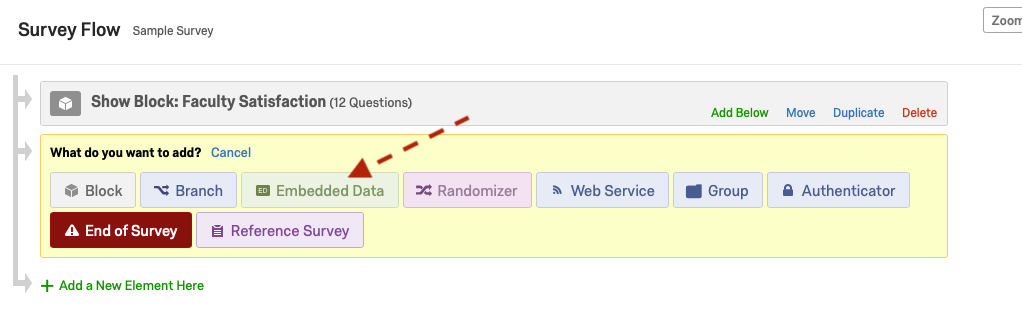 Survey Flow Sample Survey
Zoom
Show Block: Faculty Satisfaction (12 Questions)
Add Below Move Duplicate Delete
What do you want to add? Cancel
Block Branch ED Embedded Data Randomizer Web Service Group Authenticator
End of Survey Reference Survey
+ Add a New Element Here